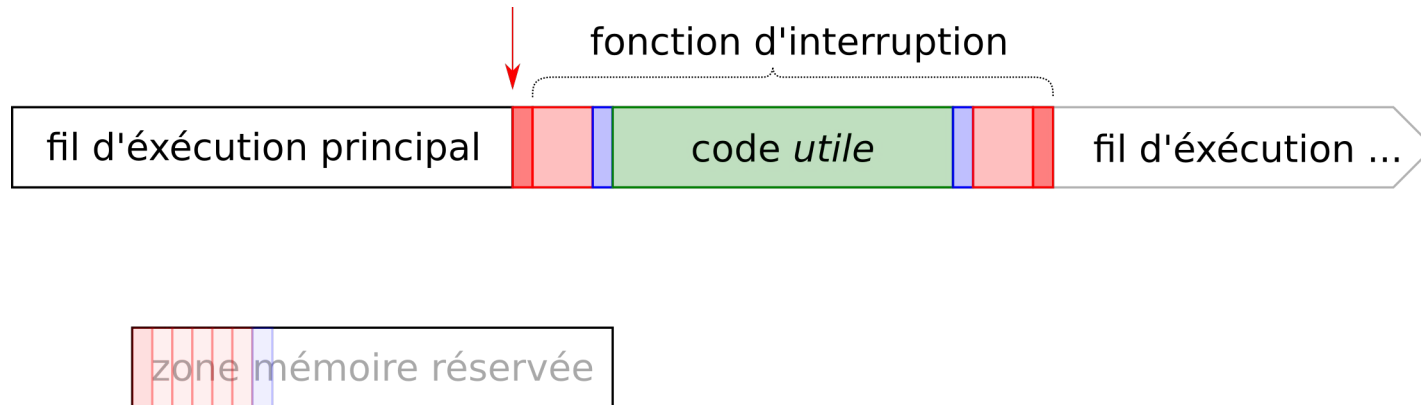 fonction d'interruption
fil d'éxécution principal
code utile
fil d'éxécution ...
zone mémoire réservée